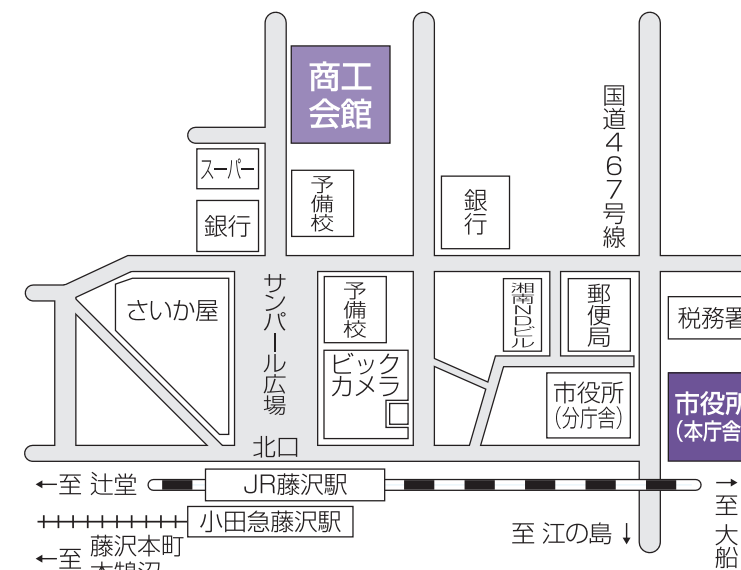 商工
会館
国道467号線
スーパー
予備校
銀行
銀行
さいか屋
サンパール広場
予備校
湘南NDビル
郵便局
税務署
ビック
カメラ
市役所
(分庁舎)
市役所
(本庁舎
北口
←至 辻堂
JR藤沢駅
→至 大船
小田急藤沢駅
至 江の島↓
←至
藤沢本町
本鵠沼